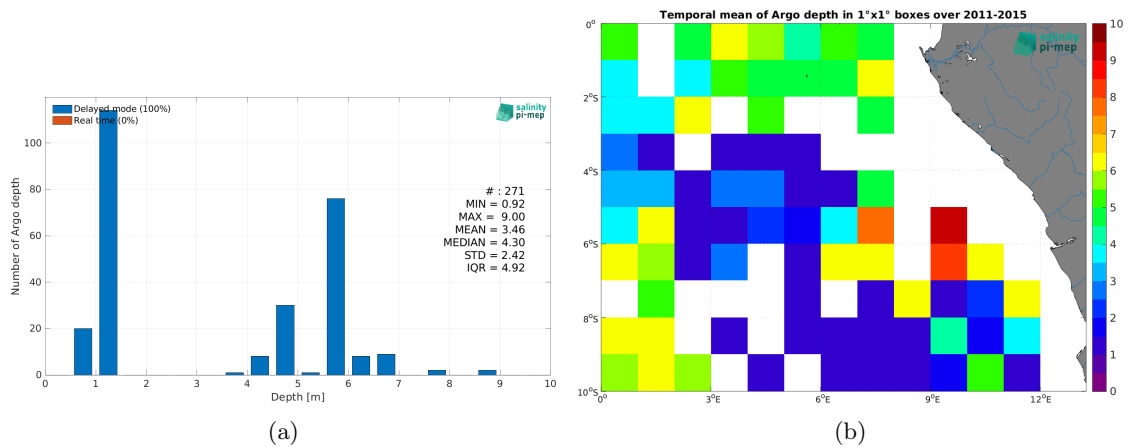 Delayed mode (100%)
Real time (0%)
salinity
pi-mep
# : 271
MIN = 0.92
MAX = 9.00
MEAN = 3.46
MEDIAN = 4.30
STD = 2.42
IQR = 4.92
Number of Argo depth
100
80
60
40
20
0
0 1 2 3 4 5 6 7 8 9 10
Depth [m]
(a)
Temporal mean of Argo depth in 1°x1° boxes over 2011-2015
salinity
pi-mep
0°
2°S
4°S
6°S
8°S
10°S
0° 3°E 6°E 9°E 12°E
10
9
8
7
6
5
4
3
2
1
0
(b)